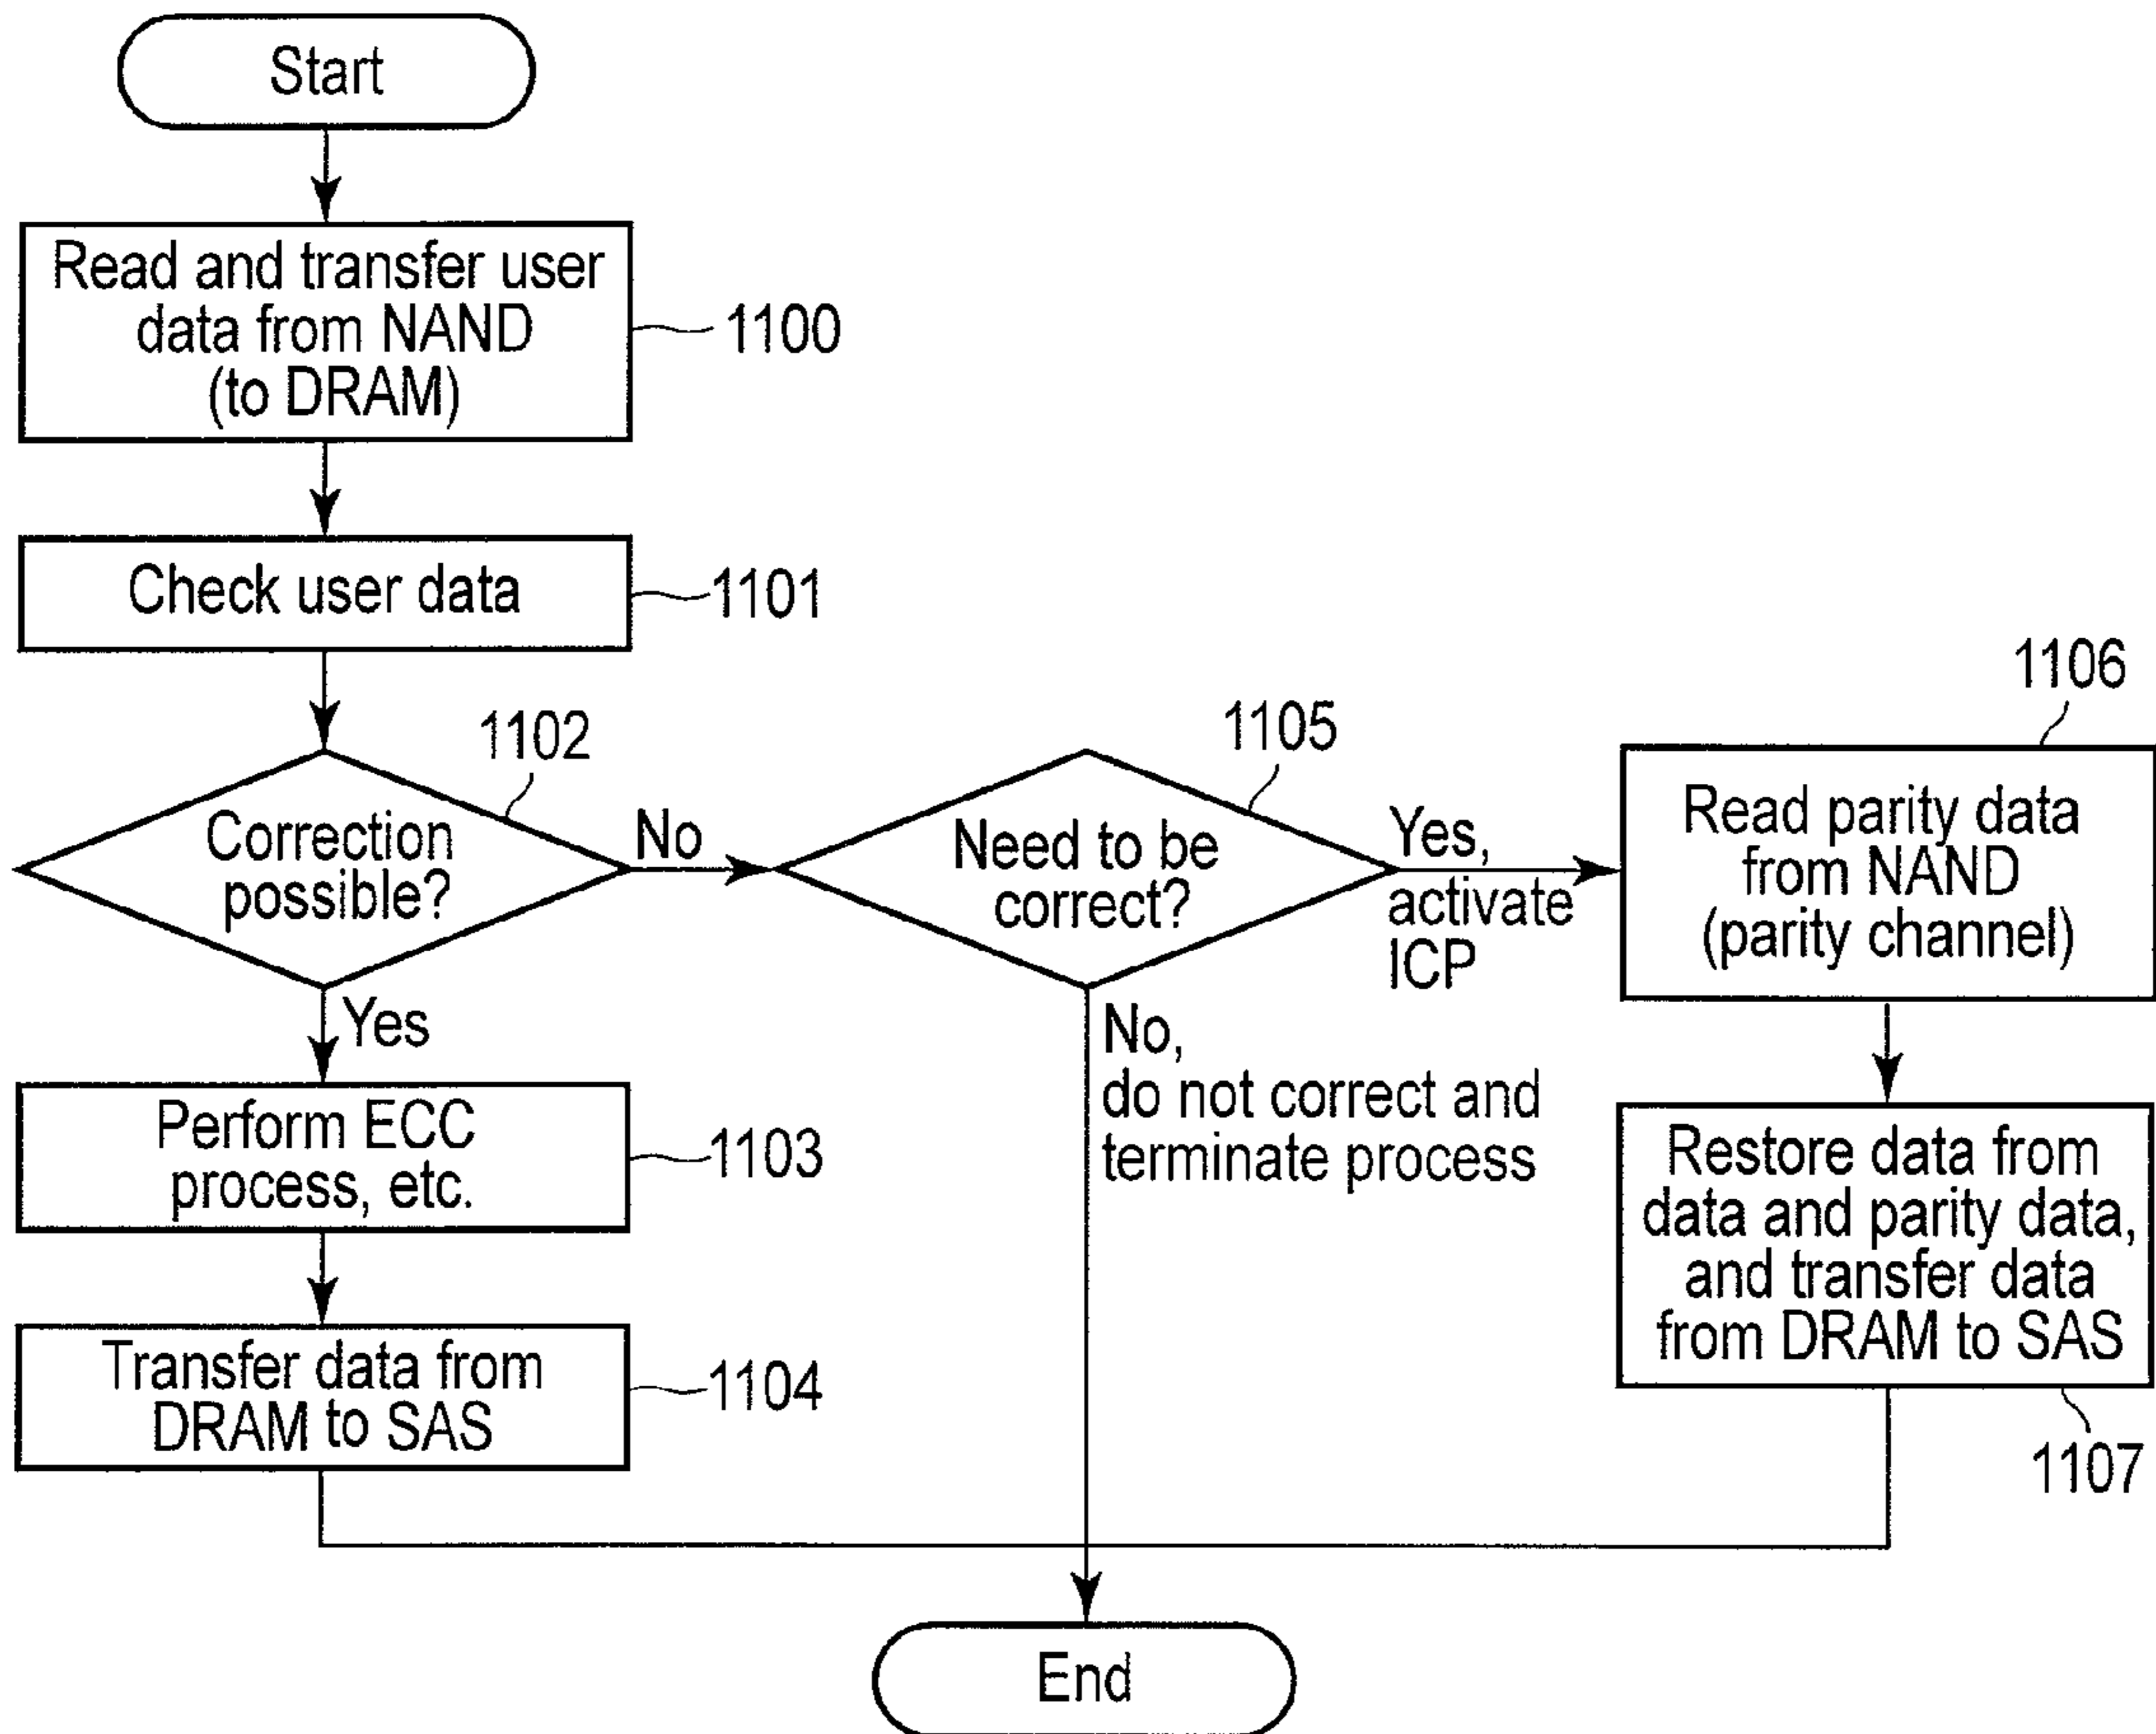 Start
Read and transfer user
data from NAND
(to DRAM)
1100
Check user data
1101
1102
Correction
possible?
No
Yes
1105
Need to be
correct?
Yes,
activate
ICP
No,
do not correct and
terminate process
1106
Read parity data
from NAND
(parity channel)
Perform ECC
process, etc.
1103
Transfer data from
DRAM to SAS
1104
Restore data from
data and parity data,
and transfer data
from DRAM to SAS
1107
End